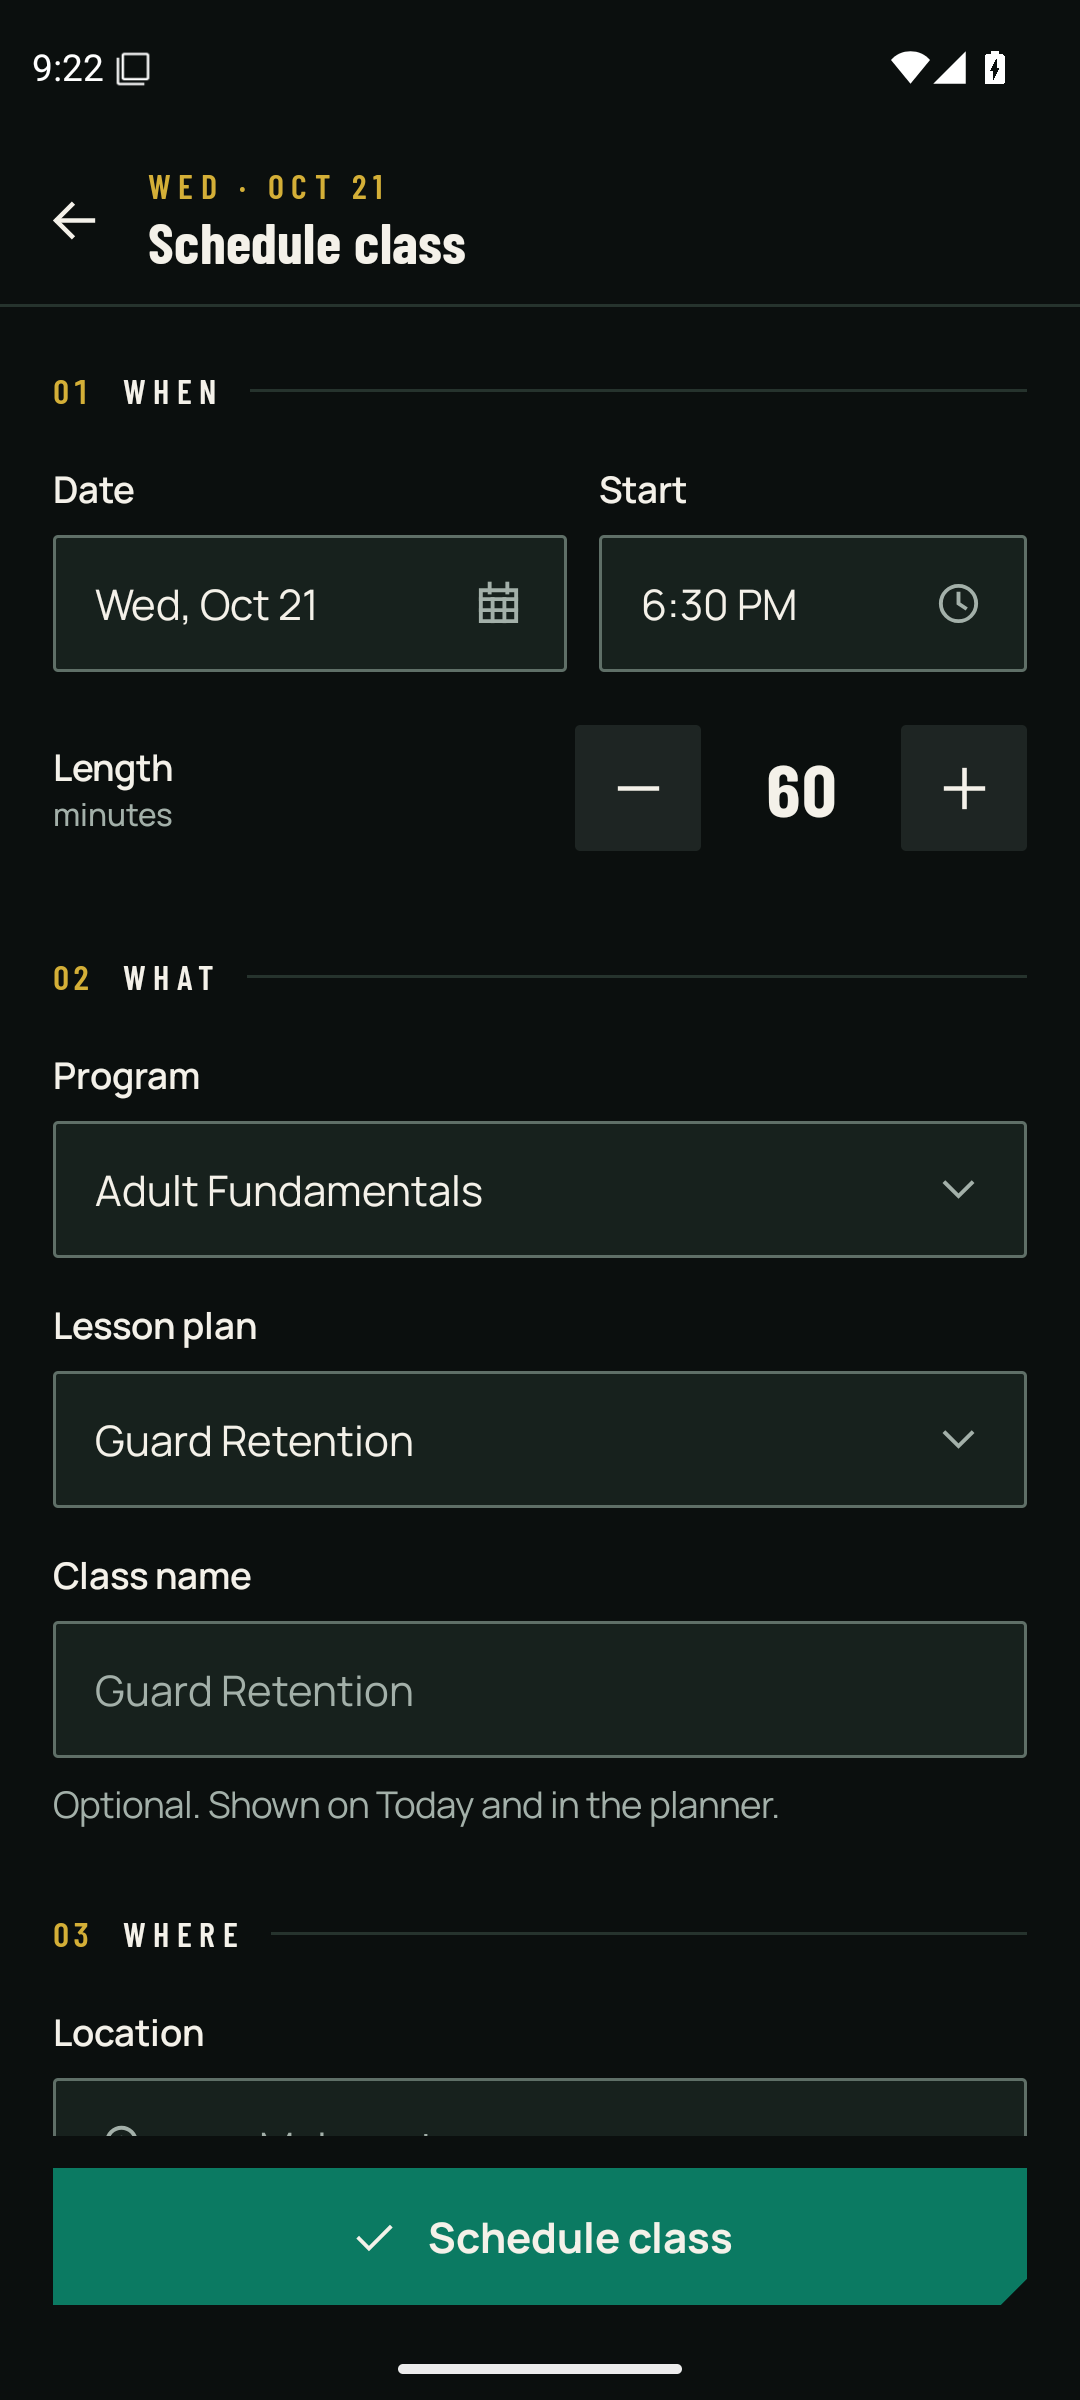 9:22
WED · OCT 21
Schedule class
01 WHEN
Date
Start
Wed, Oct 21
6:30 PM
Length
minutes
60
02 WHAT
Program
Adult Fundamentals
Lesson plan
Guard Retention
Class name
Guard Retention
Optional. Shown on Today and in the planner.
03 WHERE
Location
Schedule class